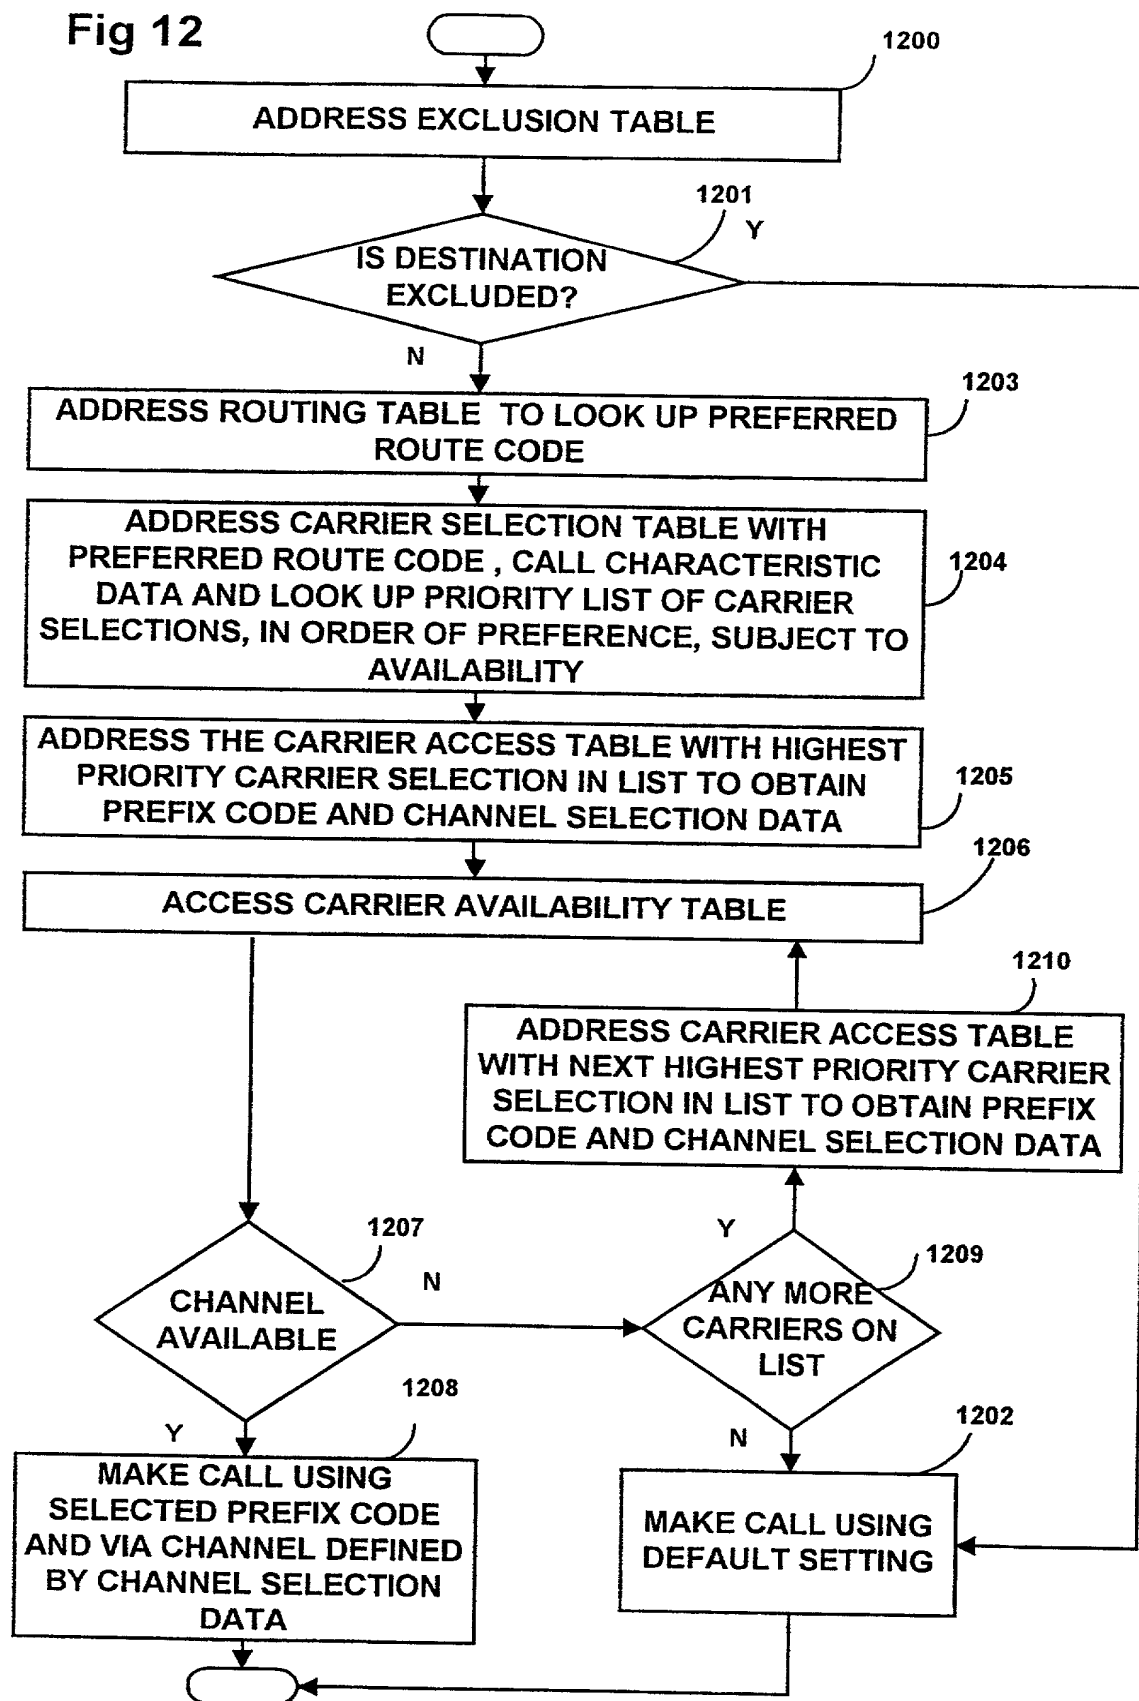 Fig 12
1200
ADDRESS EXCLUSION TABLE
1201
Y
IS DESTINATION
EXCLUDED?
N
1203
ADDRESS ROUTING TABLE TO LOOK UP PREFERRED
ROUTE CODE
ADDRESS CARRIER SELECTION TABLE WITH
PREFERRED ROUTE CODE , CALL CHARACTERISTIC
DATA AND LOOK UP PRIORITY LIST OF CARRIER
SELECTIONS, IN ORDER OF PREFERENCE, SUBJECT TO
AVAILABILITY
1204
ADDRESS THE CARRIER ACCESS TABLE WITH HIGHEST
PRIORITY CARRIER SELECTION IN LIST TO OBTAIN
PREFIX CODE AND CHANNEL SELECTION DATA
1205
1206
ACCESS CARRIER AVAILABILITY TABLE
1210
ADDRESS CARRIER ACCESS TABLE
WITH NEXT HIGHEST PRIORITY CARRIER
SELECTION IN LIST TO OBTAIN PREFIX
CODE AND CHANNEL SELECTION DATA
1207
N
CHANNEL
AVAILABLE
Y
1209
ANY MORE
CARRIERS ON
LIST
1208
Y
MAKE CALL USING
SELECTED PREFIX CODE
AND VIA CHANNEL DEFINED
BY CHANNEL SELECTION
DATA
N
1202
MAKE CALL USING
DEFAULT SETTING